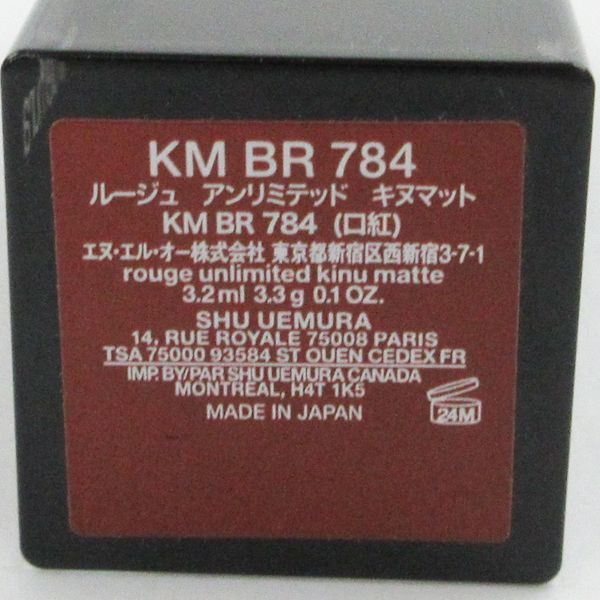 KM BR 784
ルージュ アンリミテッド キヌマット
KM BR 784 (口紅)
エヌ・エル・オー株式会社 東京都新宿区西新宿3-7-1
rouge unlimited kinu matte
3.2 ml 3.3 g 0.1 OZ.
SHU UEMURA
14, RUE ROYALE 75008 PARIS
TSA 75000 93584 ST OUEN CEDEX FR
IMP. BY/PAR SHU UEMURA CANADA
MONTRÉAL, H4T 1K5
MADE IN JAPAN
24M